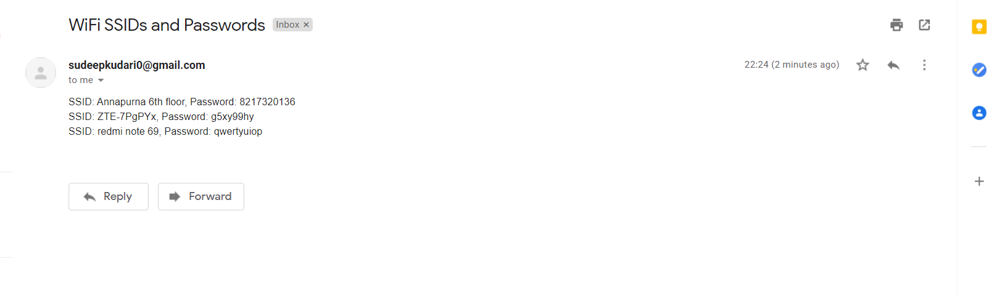 WiFi SSIDs and Passwords Inbox ×
sudeepkudari0@gmail.com 22:24 (2 minutes ago)
to me
SSID: Annapurna 6th floor, Password: 8217320136
SSID: ZTE-7PgPYx, Password: g5xy99hy
SSID: redmi note 69, Password: qwertyuiop
Reply Forward